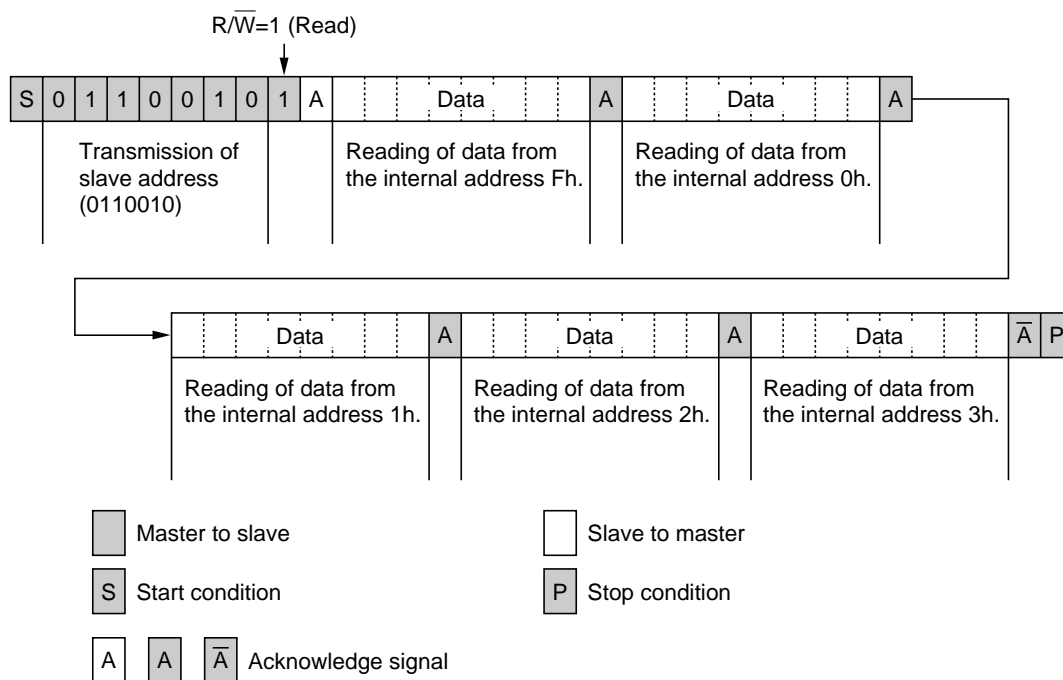 R/W̅=1 (Read)
S 0 1 1 0 0 1 0 1 A Data A Data A
Transmission of
slave address
(0110010)
Reading of data from
the internal address Fh.
Reading of data from
the internal address 0h.
Data A Data A Data A̅ P
Reading of data from
the internal address 1h.
Reading of data from
the internal address 2h.
Reading of data from
the internal address 3h.
Master to slave
Slave to master
S Start condition
P Stop condition
A A A̅ Acknowledge signal